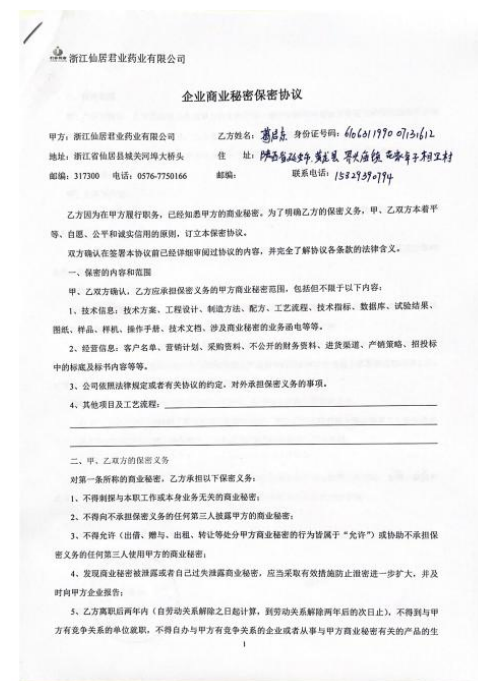 浙江仙居君业药业有限公司
企业商业秘密保密协议
甲方：浙江仙居君业药业有限公司 乙方姓名： 身份证号码：610631199007131612
地址：浙江省仙居县城关河埠大桥头 住 址：陕西省延安市 黄龙县
邮编：317300 电话：0576-7750166 邮编： 联系电话：15329390794
乙方因为在甲方履行职务，已经知悉甲方的商业秘密。为了明确乙方的保密义务，甲、乙双方本着平
等、自愿、公平和诚实信用的原则，订立本保密协议。
双方确认在签署本协议前已经详细审阅过协议的内容，并完全了解协议各条款的法律含义。
一、保密的内容和范围
甲、乙双方确认，乙方应承担保密义务的甲方商业秘密范围，包括但不限于以下内容：
1、技术信息：技术方案、工程设计、制造方法、配方、工艺流程、技术指标、数据库、试验结果、
图纸、样品、样机、操作手册、技术文档、涉及商业秘密的业务函电等等。
2、经营信息：客户名单、营销计划、采购资料、不公开的财务资料、进货渠道、产销策略、招投标
中的标底及标书内容等等。
3、公司依照法律规定或者有关协议的约定，对外承担保密义务的事项。
4、其他项目及工艺流程：
二、甲、乙双方的保密义务
对第一条所称的商业秘密，乙方承担以下保密义务：
1、不得刺探与本职工作或本身业务无关的商业秘密；
2、不得向不承担保密义务的任何第三人披露甲方的商业秘密；
3、不得允许（出借、赠与、出租、转让等处分甲方商业秘密的行为皆属于“允许”）或协助不承担保
密义务的任何第三人使用甲方的商业秘密；
4、发现商业秘密被泄露或者自己过失泄露商业秘密，应当采取有效措施防止泄密进一步扩大，并及
时向甲方企业报告；
5、乙方离职后两年内（自劳动关系解除之日起计算，到劳动关系解除两年后的次日止），不得到与甲
方有竞争关系的单位就职，不得自办与甲方有竞争关系的企业或者从事与甲方商业秘密有关的产品的生
1